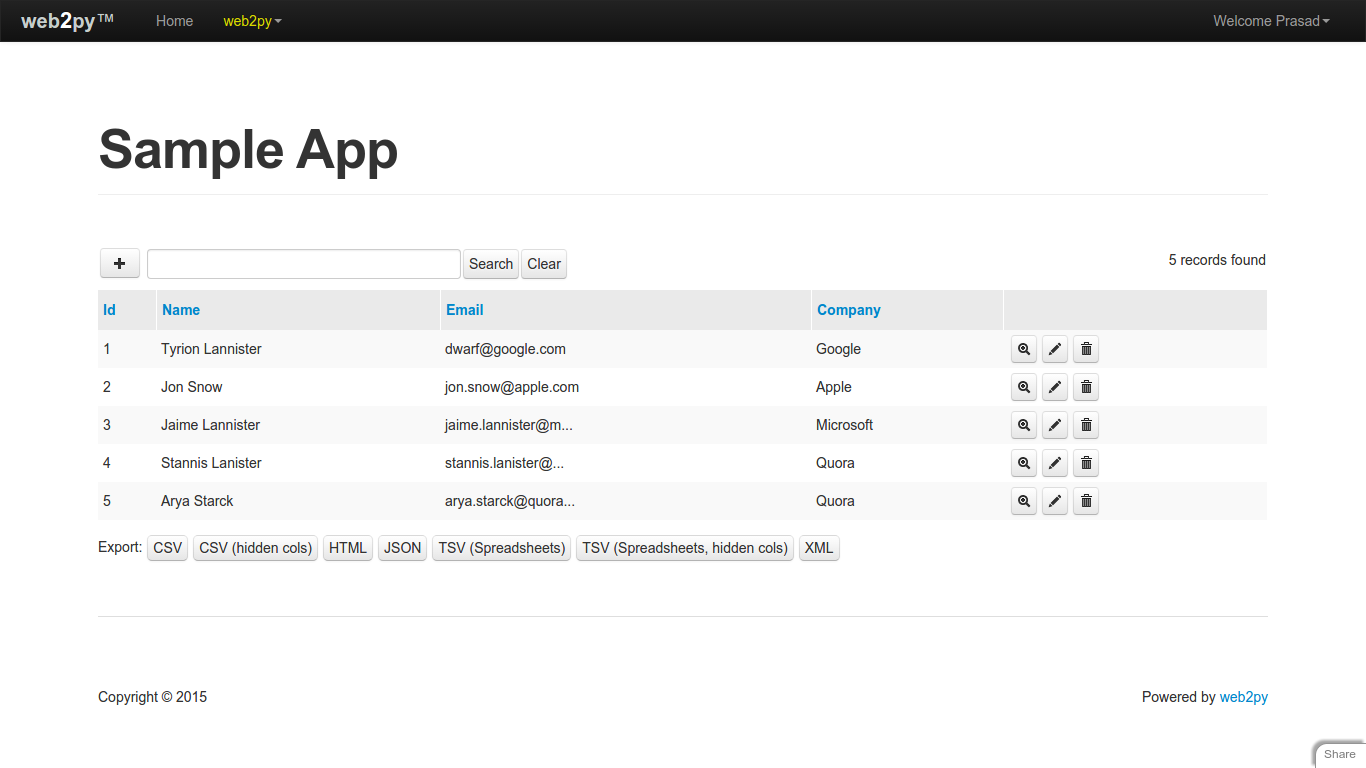 web2py™ Home web2py Welcome Prasad
Sample App
Search Clear 5 records found
Id Name Email Company
1 Tyrion Lannister dwarf@google.com Google
2 Jon Snow jon.snow@apple.com Apple
3 Jaime Lannister jaime.lannister@m... Microsoft
4 Stannis Lanister stannis.lanister@... Quora
5 Arya Starck arya.starck@quora... Quora
Export: CSV CSV (hidden cols) HTML JSON TSV (Spreadsheets) TSV (Spreadsheets, hidden cols) XML
Copyright © 2015 Powered by web2py
Share